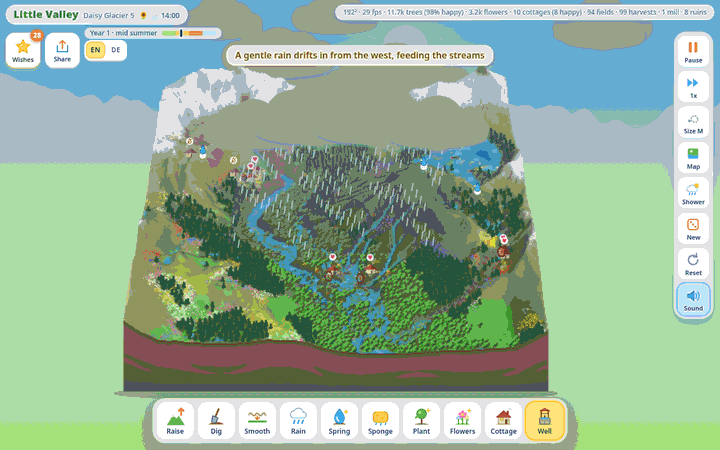 Little Valley Daisy Glacier 5 14:00
192² · 29 fps · 11.7k trees (98% happy) · 3.2k flowers · 10 cottages (8 happy) · 94 fields · 99 harvests · 1 mill · 8 ruins
Year 1 · mid summer
28
Wishes
Share
EN DE
A gentle rain drifts in from the west, feeding the streams
Pause
1x
Size M
Map
Shower
New
Reset
Sound
Raise
Dig
Smooth
Rain
Spring
Sponge
Plant
Flowers
Cottage
Well